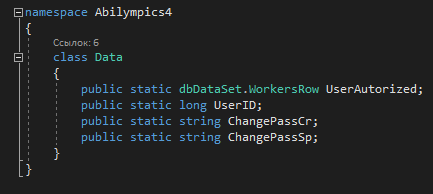 namespace Abilympics4
{
Ссылок: 6
class Data
{
public static dbDataSet.WorkersRow UserAutorized;
public static long UserID;
public static string ChangePassCr;
public static string ChangePassSp;
}
}